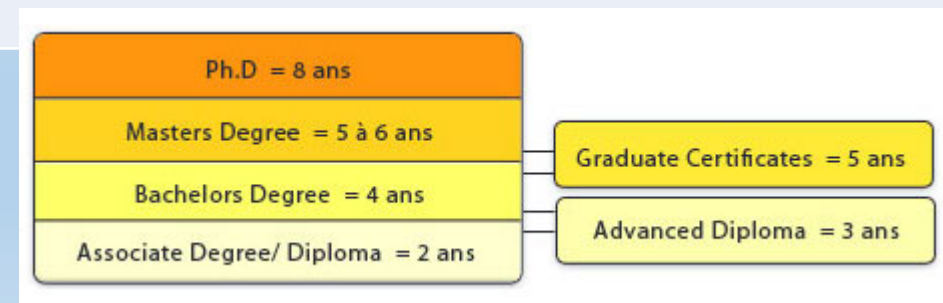 Ph.D = 8 ans
Masters Degree = 5 à 6 ans
Graduate Certificates = 5 ans
Bachelors Degree = 4 ans
Advanced Diploma = 3 ans
Associate Degree/ Diploma = 2 ans